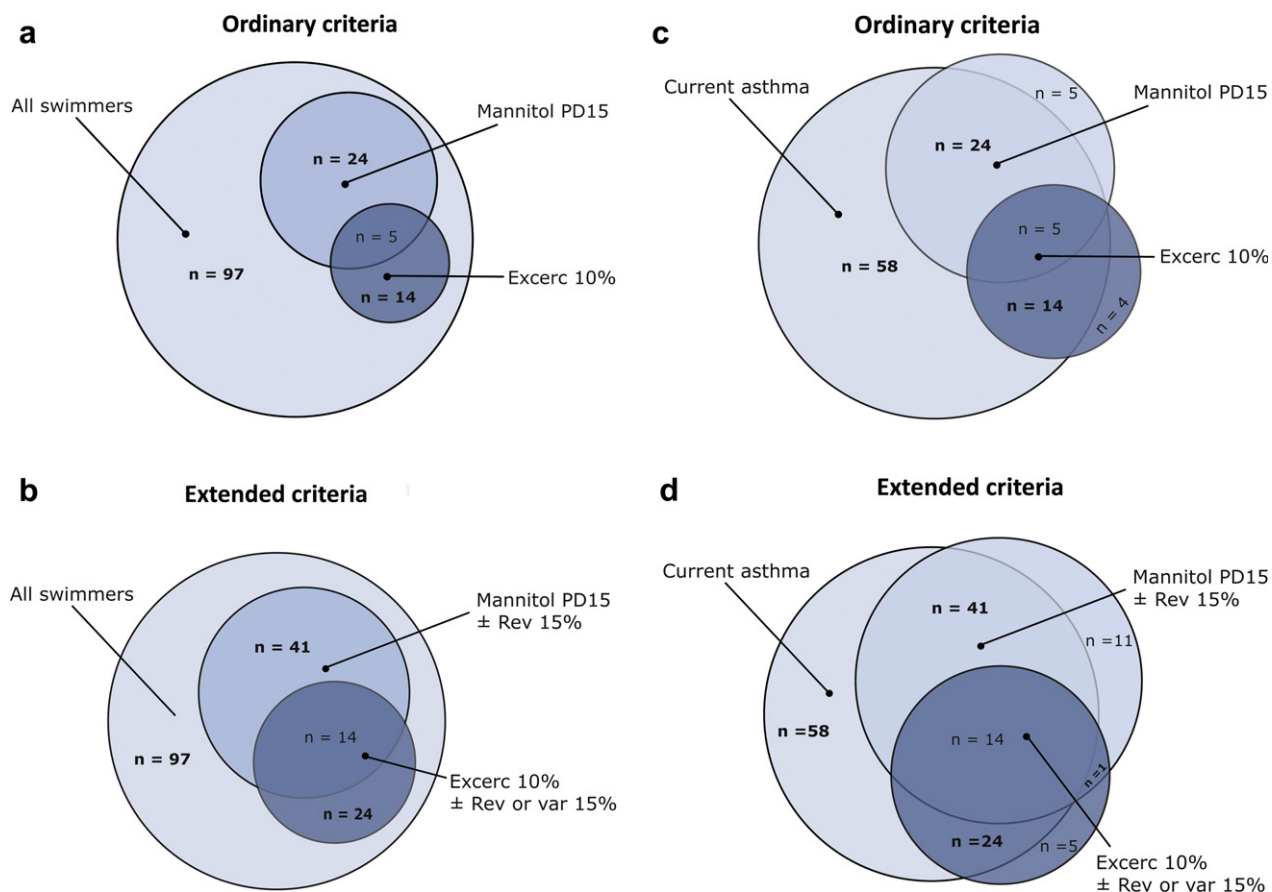 a
Ordinary criteria
All swimmers
Mannitol PD15
n = 24
n = 5
n = 97
Excerc 10%
n = 14
c
Ordinary criteria
Current asthma
n = 5
Mannitol PD15
n = 24
n = 5
n = 58
Excerc 10%
n = 14
n = 4
b
Extended criteria
All swimmers
Mannitol PD15
± Rev 15%
n = 41
n = 14
n = 97
Excerc 10%
± Rev or var 15%
n = 24
d
Extended criteria
Current asthma
Mannitol PD15
± Rev 15%
n = 41
n =11
n =58
n = 14
n =1
n =24
n =5
Excerc 10%
± Rev or var 15%